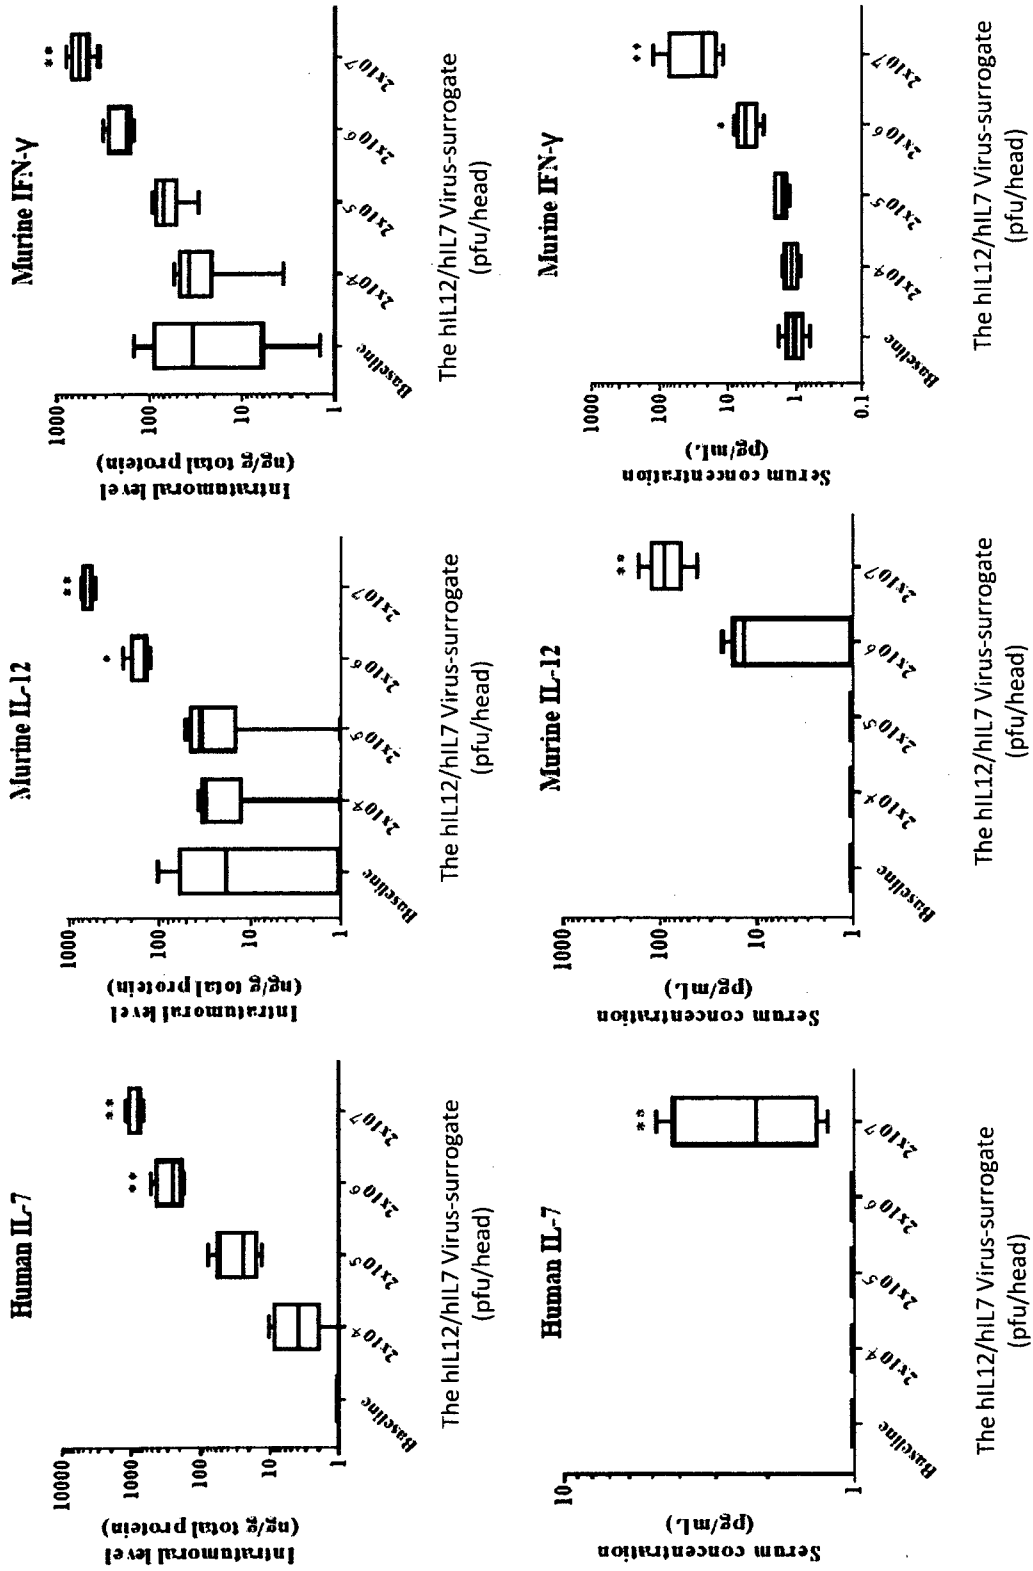 Human IL-7
Intratumoral level
(ng/g total protein)
10000
1000
100
10
1
**
**
Baseline
2x10⁴
2x10⁵
2x10⁶
2x10⁷
The hIL12/hIL7 Virus-surrogate
(pfu/head)
Murine IL-12
Intratumoral level
(ng/g total protein)
1000
100
10
1
*
**
Baseline
2x10⁴
2x10⁵
2x10⁶
2x10⁷
The hIL12/hIL7 Virus-surrogate
(pfu/head)
Murine IFN-γ
Intratumoral level
(ng/g total protein)
1000
100
10
1
**
Baseline
2x10⁴
2x10⁵
2x10⁶
2x10⁷
The hIL12/hIL7 Virus-surrogate
(pfu/head)
Human IL-7
Serum concentration
(pg/mL)
10
1
**
Baseline
2x10⁴
2x10⁵
2x10⁶
2x10⁷
The hIL12/hIL7 Virus-surrogate
(pfu/head)
Murine IL-12
Serum concentration
(pg/mL)
1000
100
10
1
**
Baseline
2x10⁴
2x10⁵
2x10⁶
2x10⁷
The hIL12/hIL7 Virus-surrogate
(pfu/head)
Murine IFN-γ
Serum concentration
(pg/mL)
1000
100
10
1
0.1
*
**
Baseline
2x10⁴
2x10⁵
2x10⁶
2x10⁷
The hIL12/hIL7 Virus-surrogate
(pfu/head)